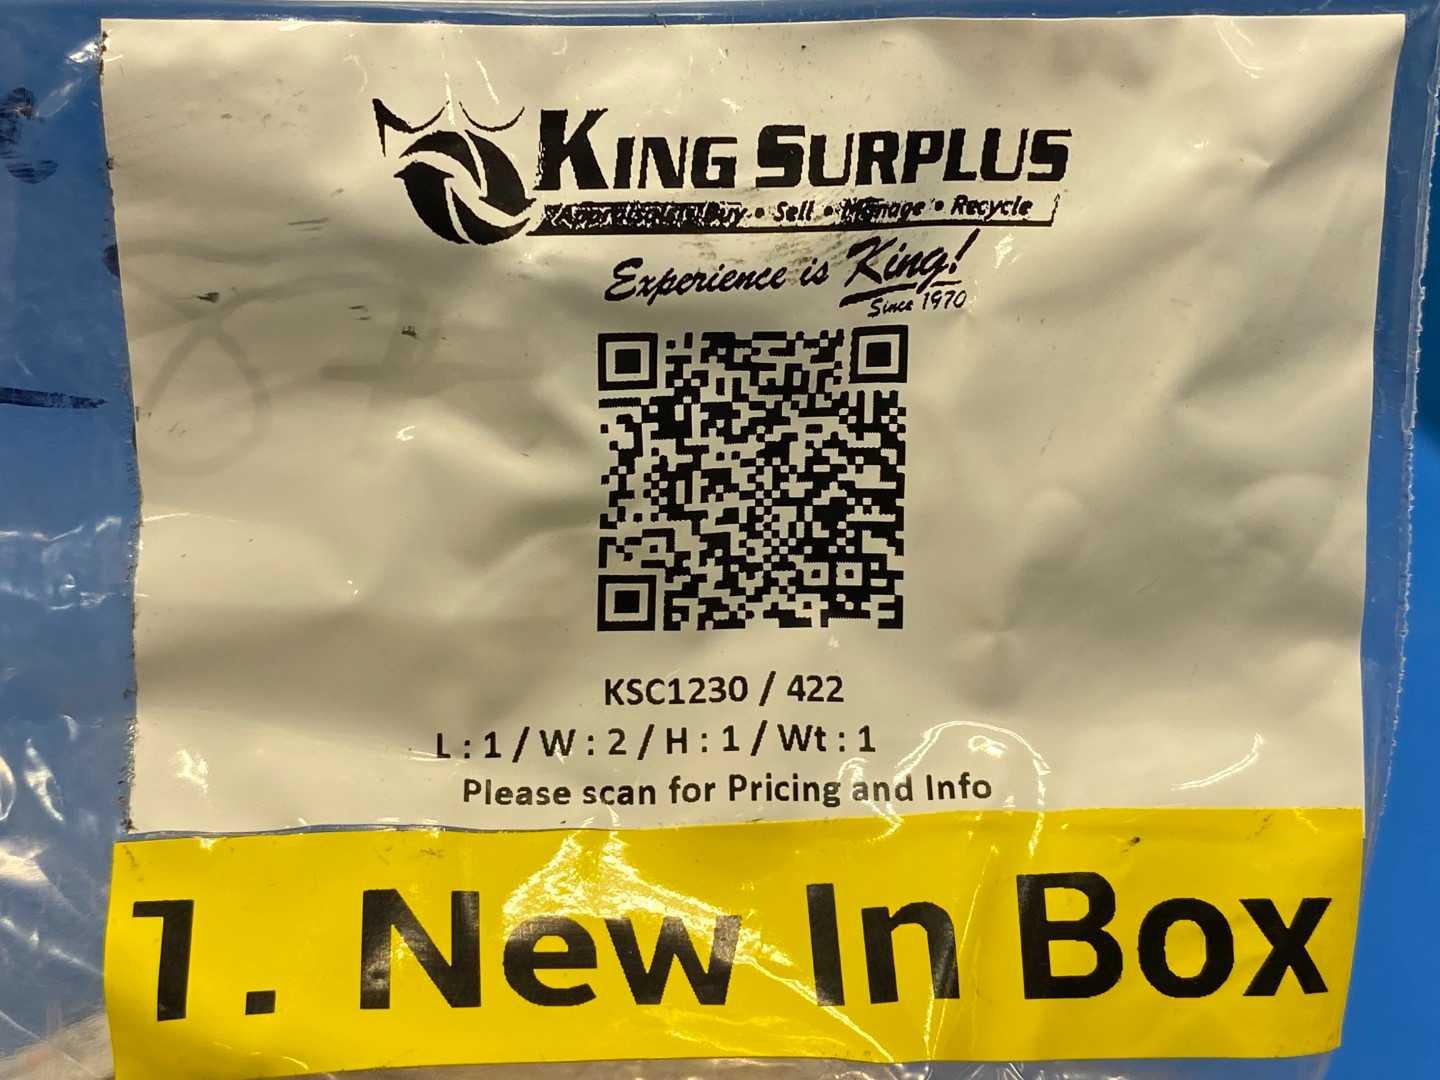 KING SURPLUS
Buy • Sell • Manage • Recycle
Experience is King!
Since 1970
KSC1230 / 422
L : 1 / W : 2 / H : 1 / Wt : 1
Please scan for Pricing and Info
1. New In Box